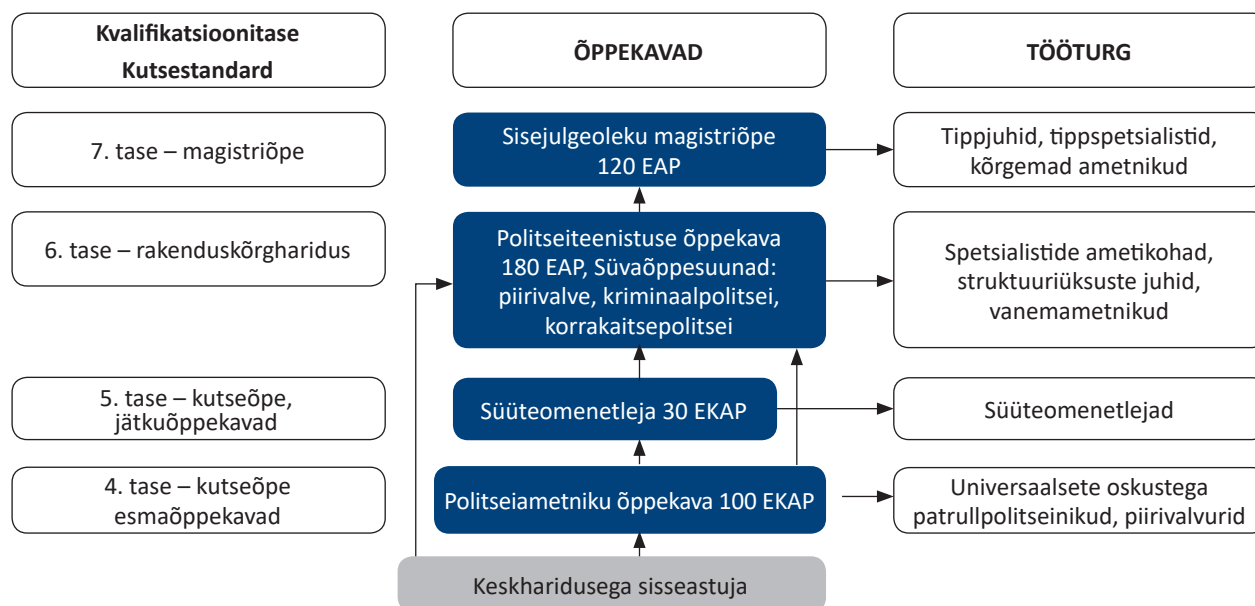 Kvalifikatsioonitase
Kutsestandard
ÕPPEKAVAD
TÖÖTURG
7. tase – magistriõpe
Sisejulgeoleku magistriõpe
120 EAP
Tippjuhid, tippspetsialistid,
kõrgemad ametnikud
6. tase – rakenduskõrgharidus
Politseiteenistuse õppekava
180 EAP, Süvaõppesuunad:
piirivalve, kriminaalpolitsei,
korrakaitsepolitsei
Spetsialistide ametikohad,
struktuuriüksuste juhid,
vanemametnikud
5. tase – kutseõpe,
jätkuõppekavad
Süüteomenetleja 30 EKAP
Süüteomenetlejad
4. tase – kutseõpe
esmaõppekavad
Politseiametniku õppekava 100 EKAP
Universaalsete oskustega
patrullpolitseinikud, piirivalvurid
Keskharidusega sisseastuja